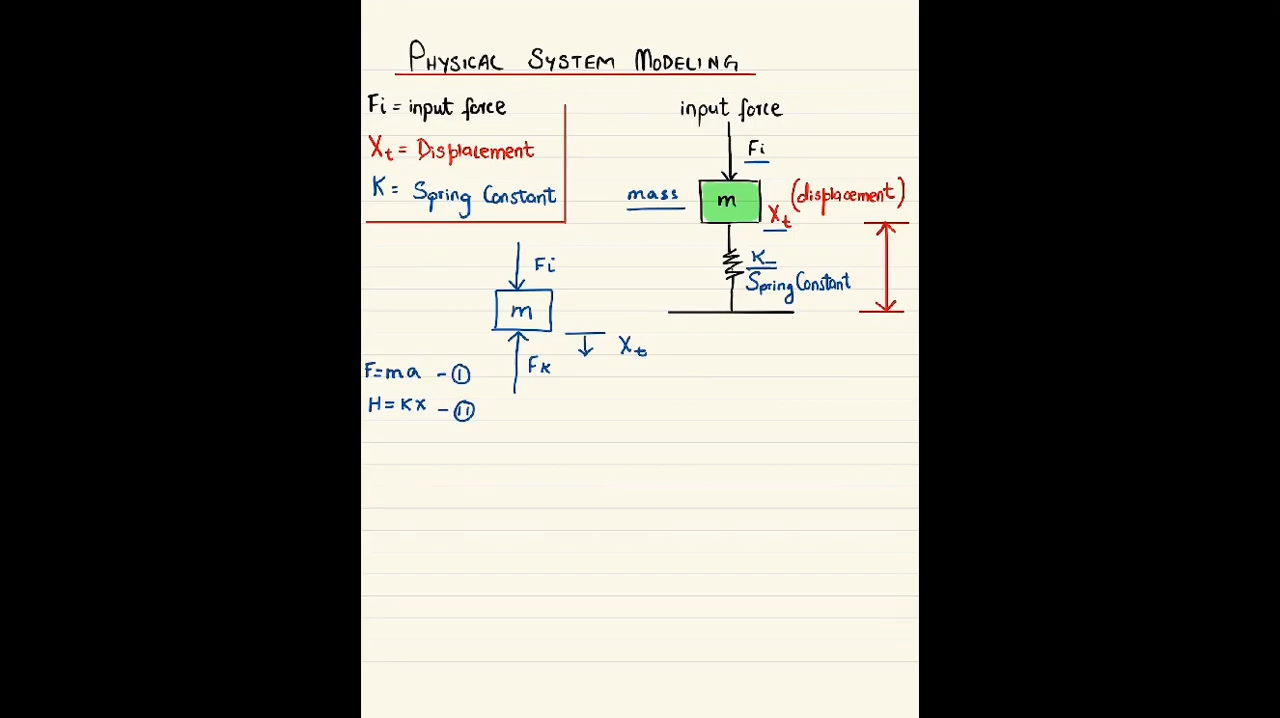 PHYSICAL SYSTEM MODELING
Fi = input force
Xt = Displacement
K = Spring Constant
input force
Fi
mass
m
Xt
(displacement)
K
Spring Constant
Fi
m
Xt
Fk
F=ma - ①
H=Kx - ⑪